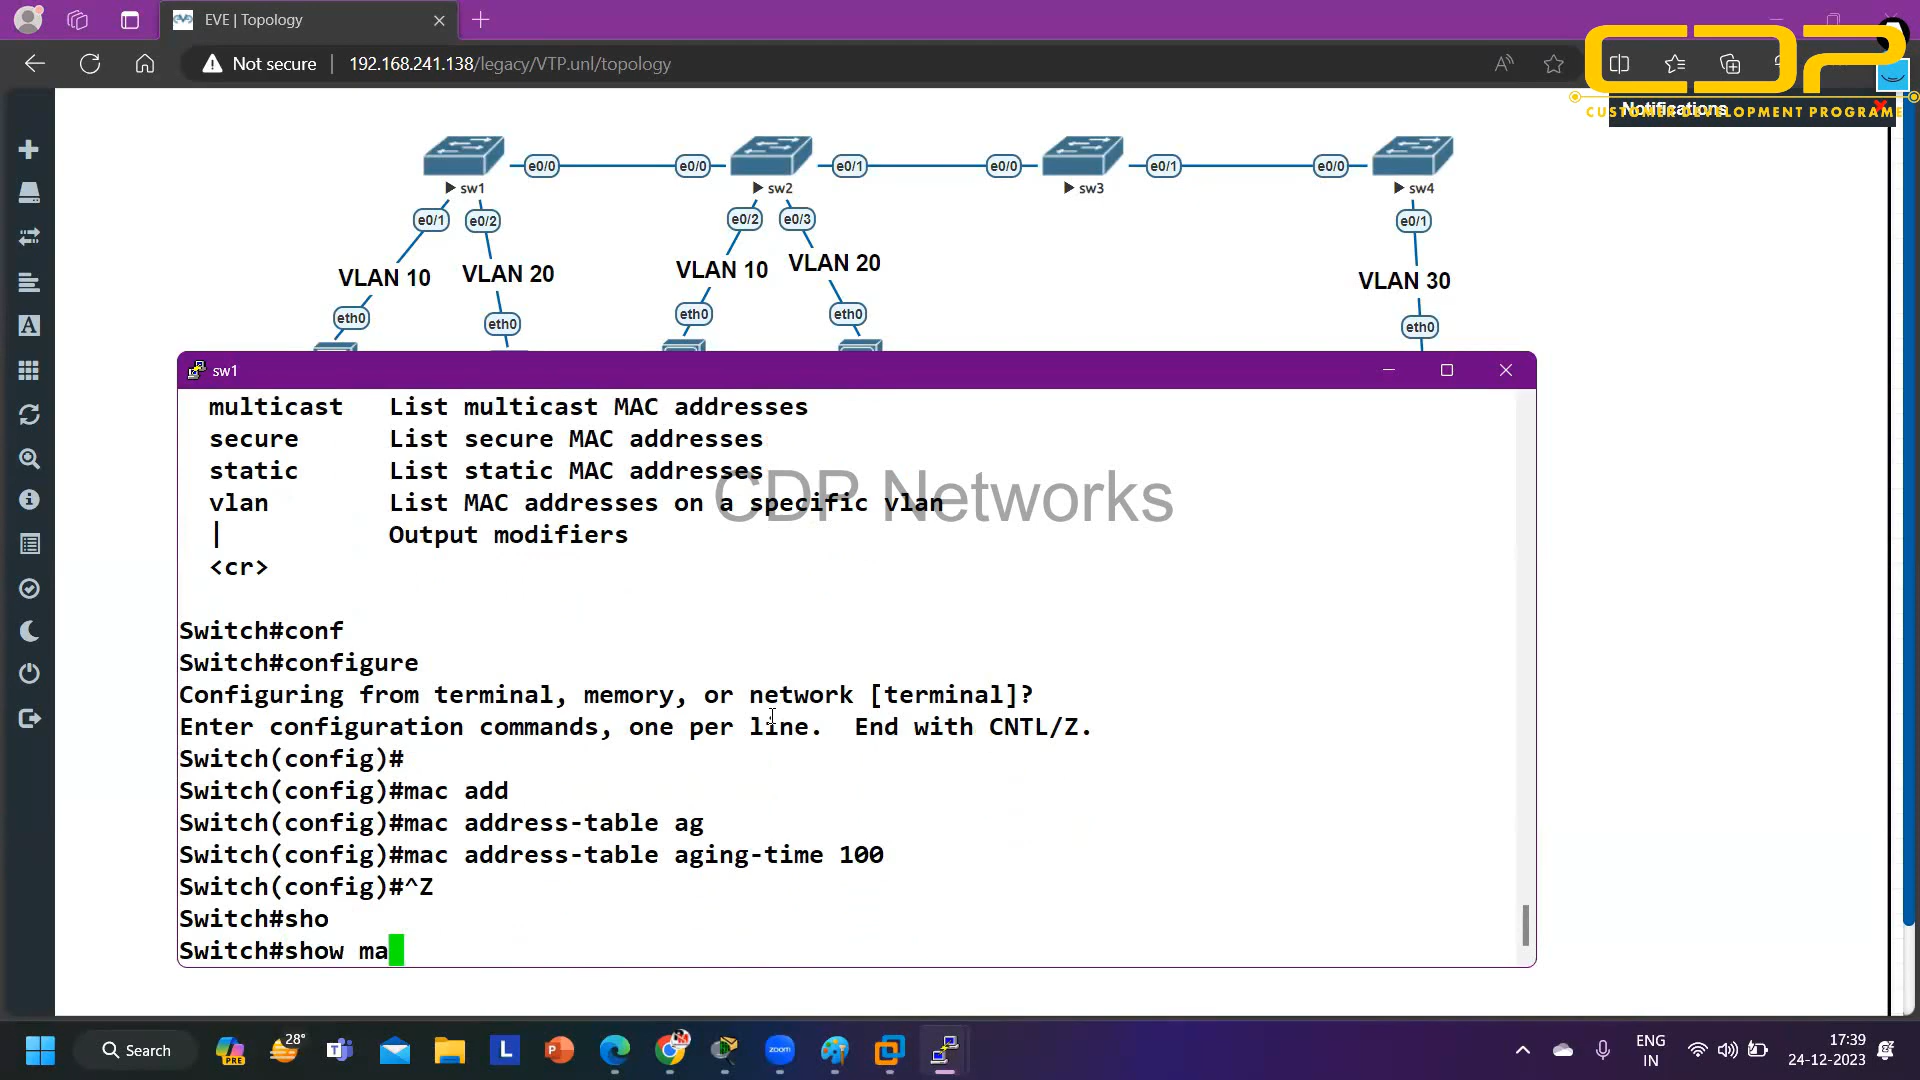 EVE | Topology
Not secure
192.168.241.138/legacy/VTP.unl/topology
CDP
CUSTOMER DEVELOPMENT PROGRAME
Notifications
e0/0
e0/0
e0/1
e0/0
e0/1
e0/0
sw1
sw2
sw3
sw4
e0/1
e0/2
e0/2
e0/3
e0/1
VLAN 10
VLAN 20
VLAN 10
VLAN 20
VLAN 30
eth0
eth0
eth0
eth0
eth0
sw1
multicast List multicast MAC addresses
secure List secure MAC addresses
static List static MAC addresses
vlan List MAC addresses on a specific vlan
| Output modifiers
<cr>
CDP Networks
Switch#conf
Switch#configure
Configuring from terminal, memory, or network [terminal]?
Enter configuration commands, one per line. End with CNTL/Z.
Switch(config)#
Switch(config)#mac add
Switch(config)#mac address-table ag
Switch(config)#mac address-table aging-time 100
Switch(config)#^Z
Switch#sho
Switch#show ma
Search
PRE
28°
L
zoom
ENG
IN
17:39
24-12-2023